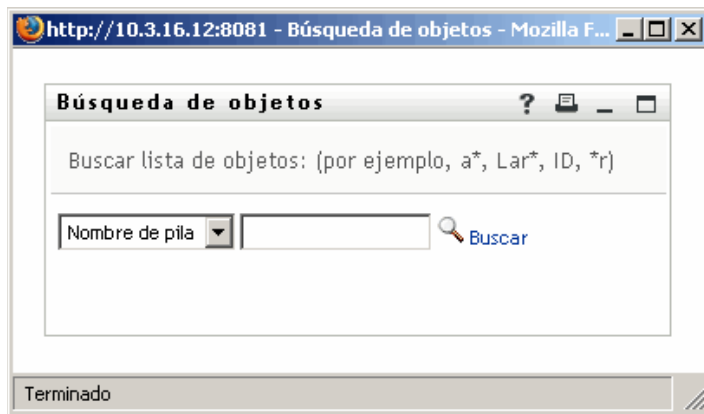 http://10.3.16.12:8081 - Búsqueda de objetos - Mozilla F...
Búsqueda de objetos ?
Buscar lista de objetos: (por ejemplo, a*, Lar*, ID, *r)
Nombre de pila Buscar
Terminado